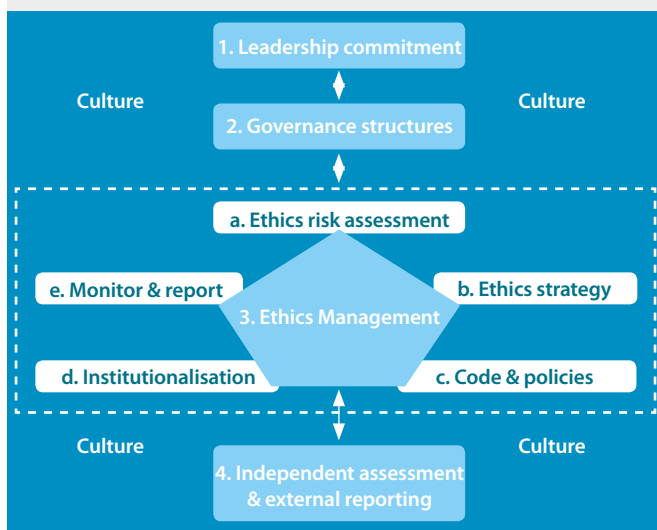 1. Leadership commitment
Culture
Culture
2. Governance structures
a. Ethics risk assessment
e. Monitor & report
b. Ethics strategy
3. Ethics Management
d. Institutionalisation
c. Code & policies
Culture
Culture
4. Independent assessment
& external reporting